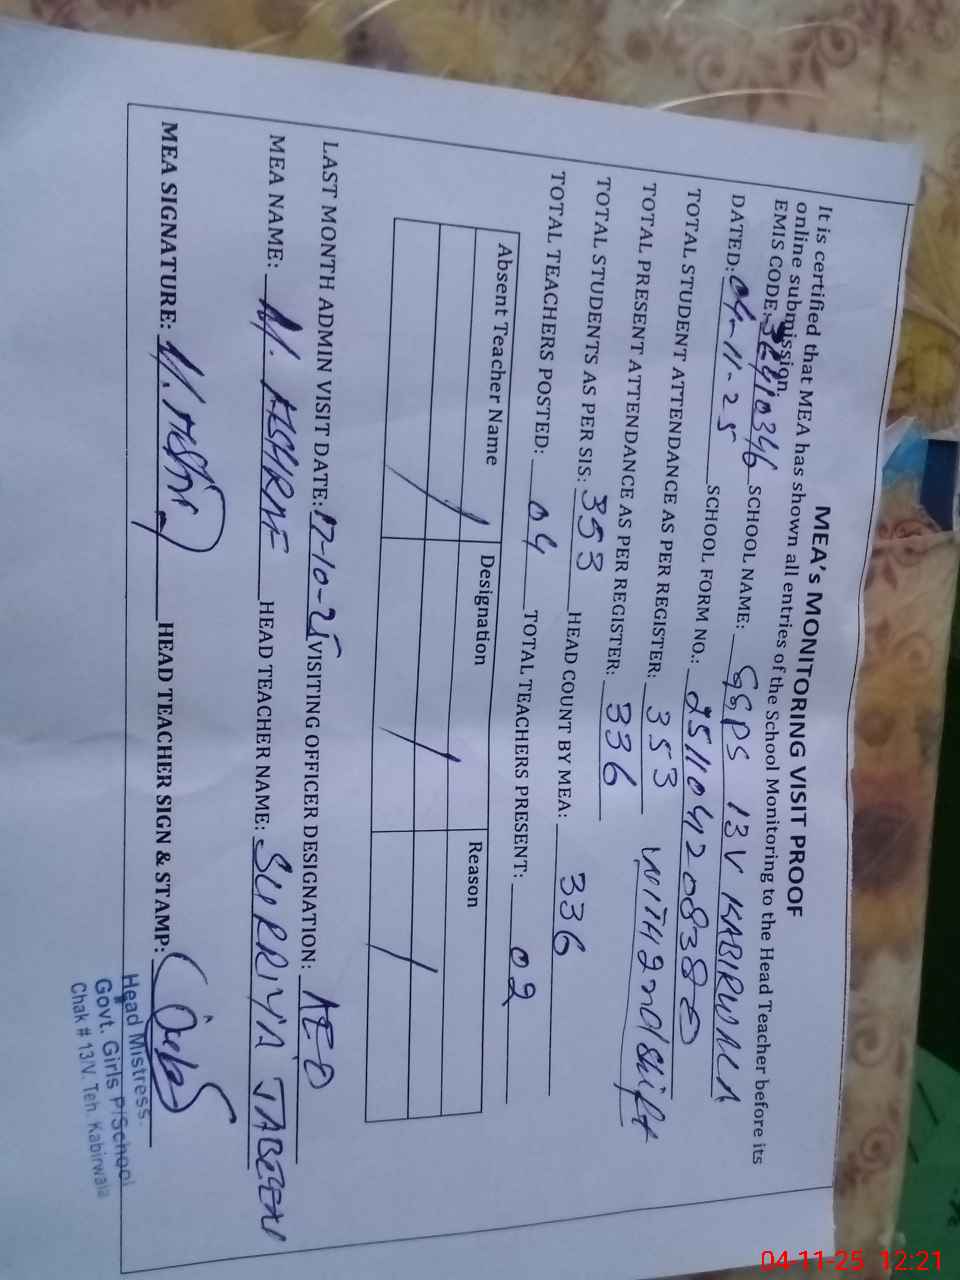 MEA's MONITORING VISIT PROOF
It is certified that MEA has shown all entries of the School Monitoring to the Head Teacher before its
online submission.
EMIS CODE: 36410346 SCHOOL NAME: GGPS 13V KABIRWALA
DATED: 04-11-25 SCHOOL FORM NO.: 2511042083880
TOTAL STUDENT ATTENDANCE AS PER REGISTER: 353 WITH 2nd shift
TOTAL PRESENT ATTENDANCE AS PER REGISTER: 336
TOTAL STUDENTS AS PER SIS: 353 HEAD COUNT BY MEA: 336
TOTAL TEACHERS POSTED: 04 TOTAL TEACHERS PRESENT: 02
Absent Teacher Name Designation Reason
LAST MONTH ADMIN VISIT DATE: 17-10-25 VISITING OFFICER DESIGNATION: AEO
MEA NAME: M. ASHRAF HEAD TEACHER NAME: SURRIYA JABEEN
MEA SIGNATURE: HEAD TEACHER SIGN & STAMP:
Head Mistress.
Govt. Girls P/School
Chak # 13/V. Teh. Kabirwala
04-11-25 12:21